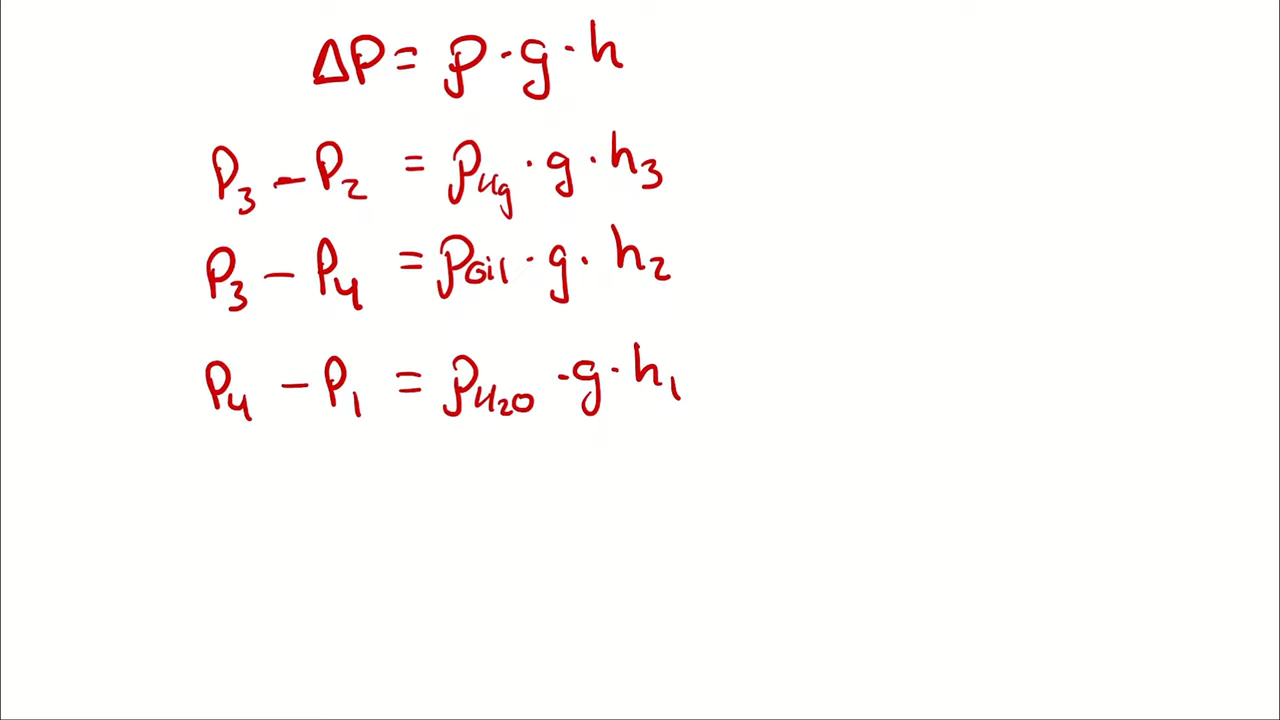 ΔP = ρ · g · h
P₃ – P₂ = ρHg · g · h₃
P₃ – P₄ = ρoil · g · h₂
P₄ – P₁ = ρH₂O · g · h₁